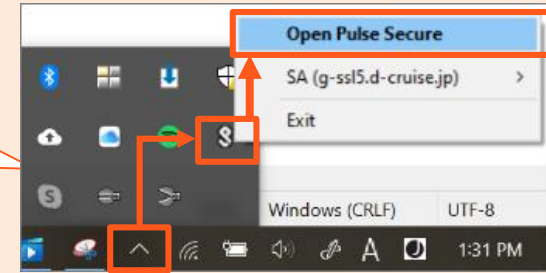 Open Pulse Secure
SA (g-ssl5.d-cruise.jp)
Exit
Windows (CRLF) UTF-8
A 1:31 PM